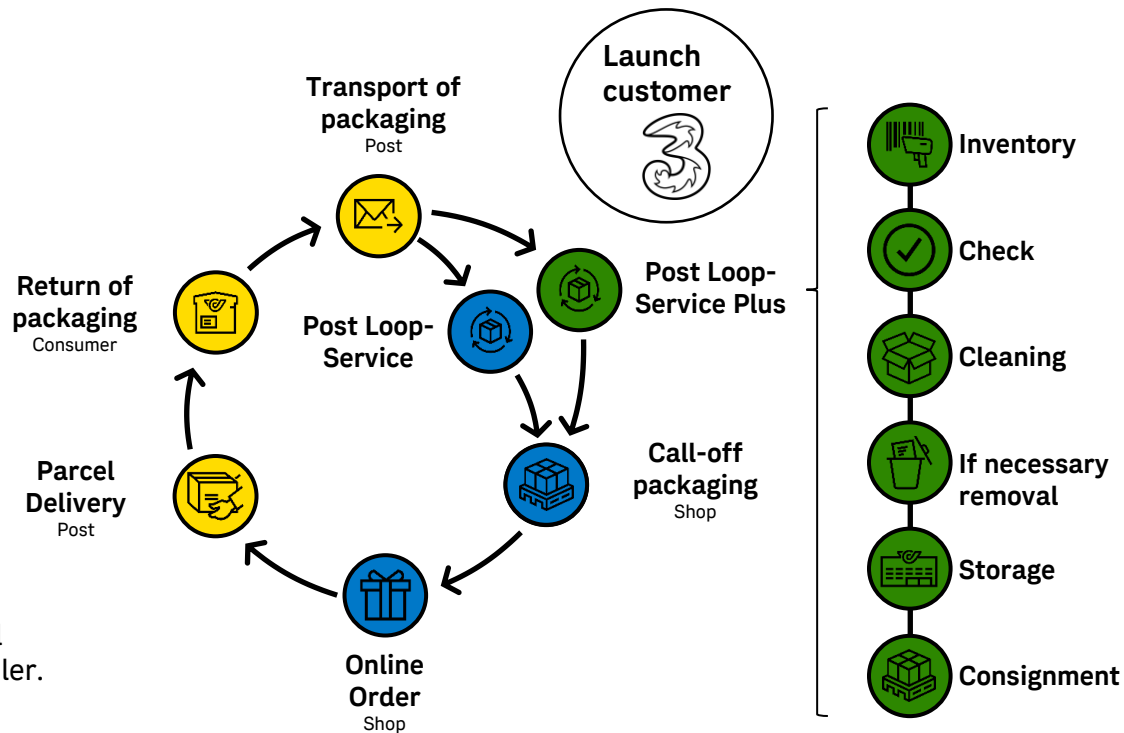 Launch
customer
3
Transport of
packaging
Post
Inventory
Check
Return of
packaging
Consumer
Post Loop-
Service
Post Loop-
Service Plus
Cleaning
Parcel
Delivery
Post
Call-off
packaging
Shop
If necessary
removal
Storage
ler.
Online
Order
Shop
Consignment